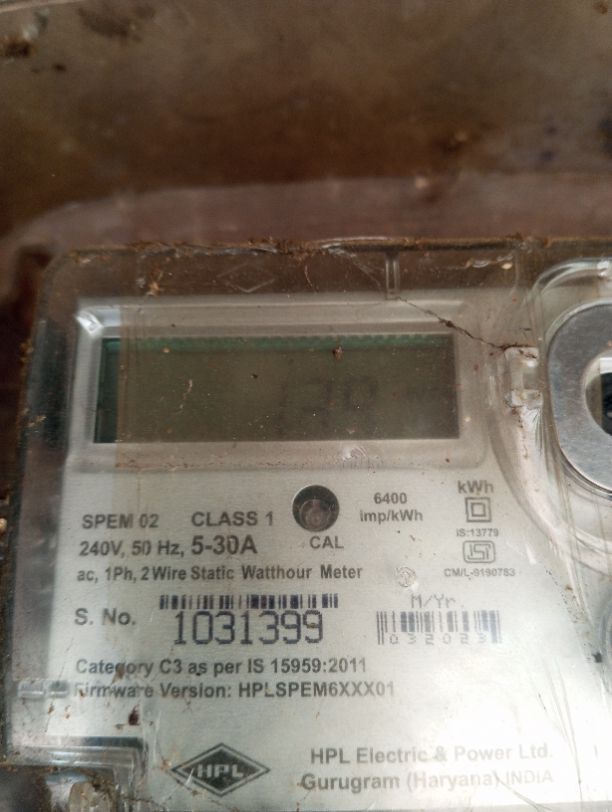 SPEM 02 CLASS 1
6400
imp/kWh
kWh
240V, 50 Hz, 5-30A
CAL
IS:13779
ISI
CM/L-9190783
ac, 1Ph, 2 Wire Static Watthour Meter
M/Yr.
S. No. 1031399
032023
Category C3 as per IS 15959:2011
Firmware Version: HPLSPEM6XXX01
HPL
HPL Electric & Power Ltd.
Gurugram (Haryana) INDIA